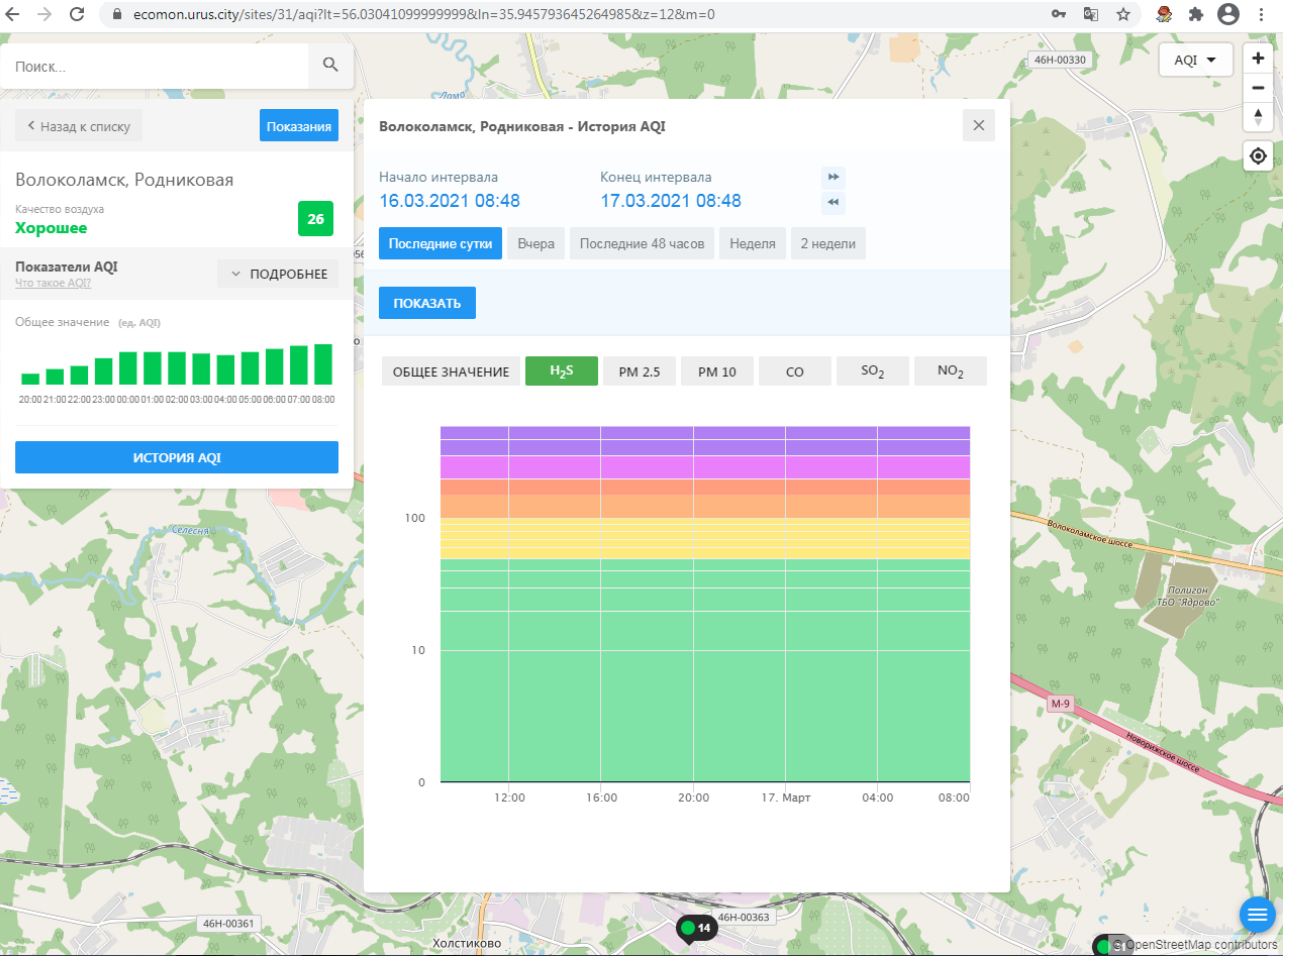 ecomon.urus.city/sites/31/aqi?lt=56.03041099999999&ln=35.945793645264985&z=12&m=0
Поиск...
46Н-00330
AQI
Назад к списку
Показания
Волоколамск, Родниковая - История AQI
Волоколамск, Родниковая
Качество воздуха
Хорошее
26
Начало интервала
Конец интервала
16.03.2021 08:48
17.03.2021 08:48
Последние сутки
Вчера
Последние 48 часов
Неделя
2 недели
Показатели AQI
Что такое AQI?
ПОДРОБНЕЕ
ПОКАЗАТЬ
Общее значение (ед. AQI)
20:00 21:00 22:00 23:00 00:00 01:00 02:00 03:00 04:00 05:00 06:00 07:00 08:00
ИСТОРИЯ AQI
ОБЩЕЕ ЗНАЧЕНИЕ
H2S
PM 2.5
PM 10
CO
SO2
NO2
100
10
0
12:00
16:00
20:00
17. Март
04:00
08:00
Селесня
Волоколамское шоссе
Полигон
ТБО "Ядрово"
М-9
Новорижское шоссе
46Н-00361
46Н-00363
14
Холстиково
© OpenStreetMap contributors